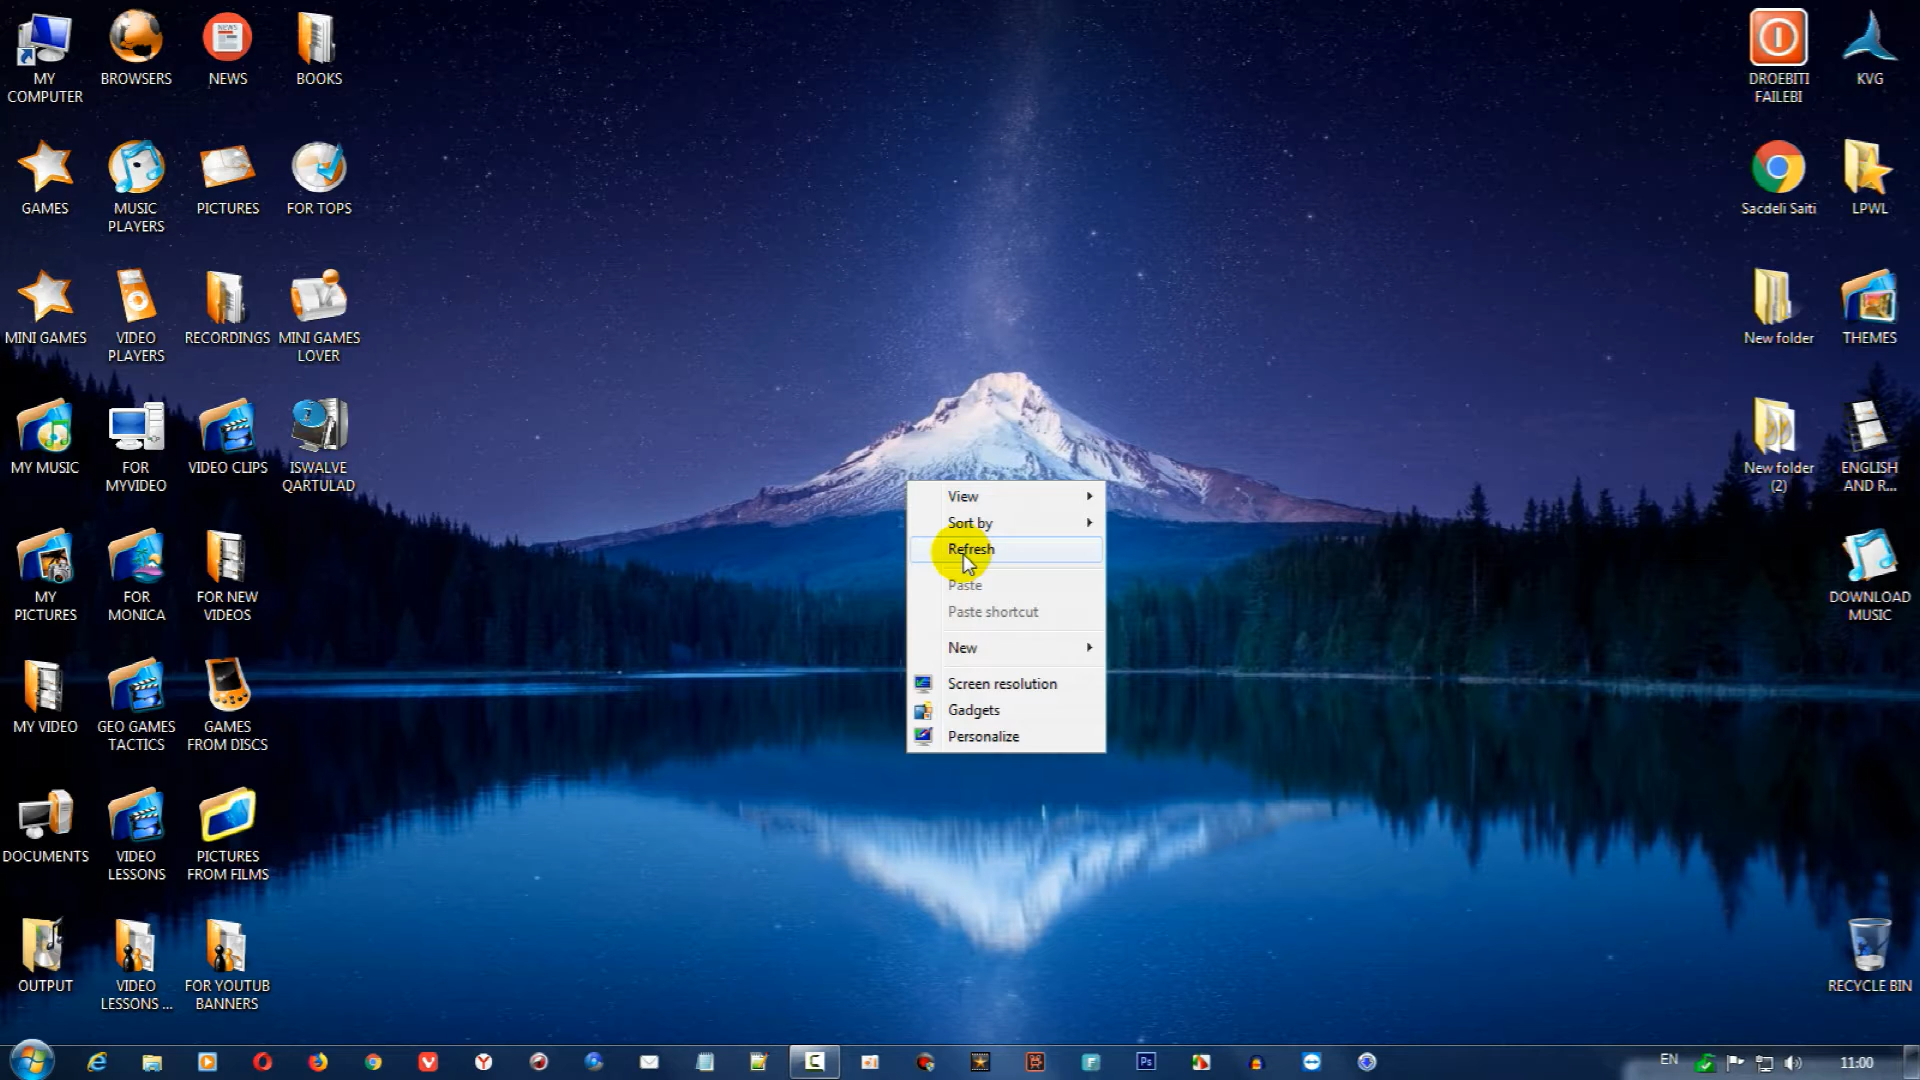 MY
COMPUTER
BROWSERS
NEWS
NEWS
BOOKS
DROEBITI
FAILEBI
KVG
GAMES
MUSIC
PLAYERS
PICTURES
FOR TOPS
Sacdeli Saiti
LPWL
MINI GAMES
VIDEO
PLAYERS
RECORDINGS
MINI GAMES
LOVER
New folder
THEMES
MY MUSIC
FOR
MYVIDEO
VIDEO CLIPS
ISWALVE
QARTULAD
New folder
(2)
ENGLISH
AND R...
View
Sort by
Refresh
Paste
Paste shortcut
New
Screen resolution
Gadgets
Personalize
MY
PICTURES
FOR
MONICA
FOR NEW
VIDEOS
DOWNLOAD
MUSIC
MY VIDEO
GEO GAMES
TACTICS
GAMES
FROM DISCS
DOCUMENTS
VIDEO
LESSONS
PICTURES
FROM FILMS
OUTPUT
VIDEO
LESSONS ...
FOR YOUTUB
BANNERS
RECYCLE BIN
Ps
EN
11:00